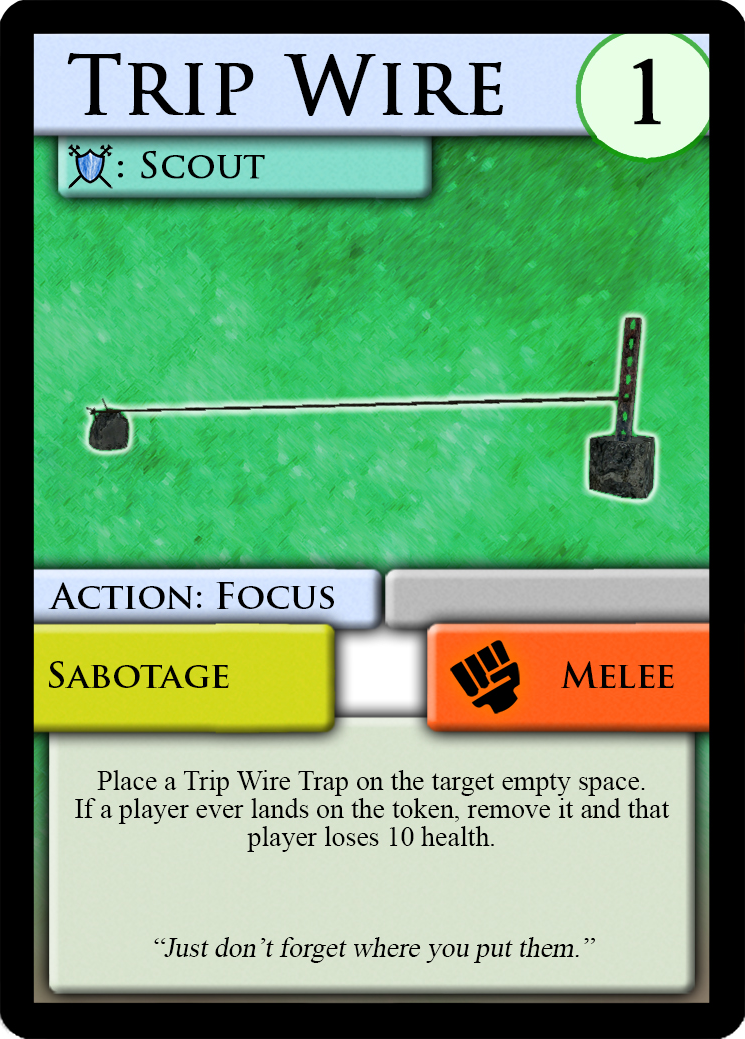 Trip Wire
1
: Scout
Action: Focus
Sabotage
Melee
Place a Trip Wire Trap on the target empty space.
If a player ever lands on the token, remove it and that
player loses 10 health.
“Just don’t forget where you put them.”